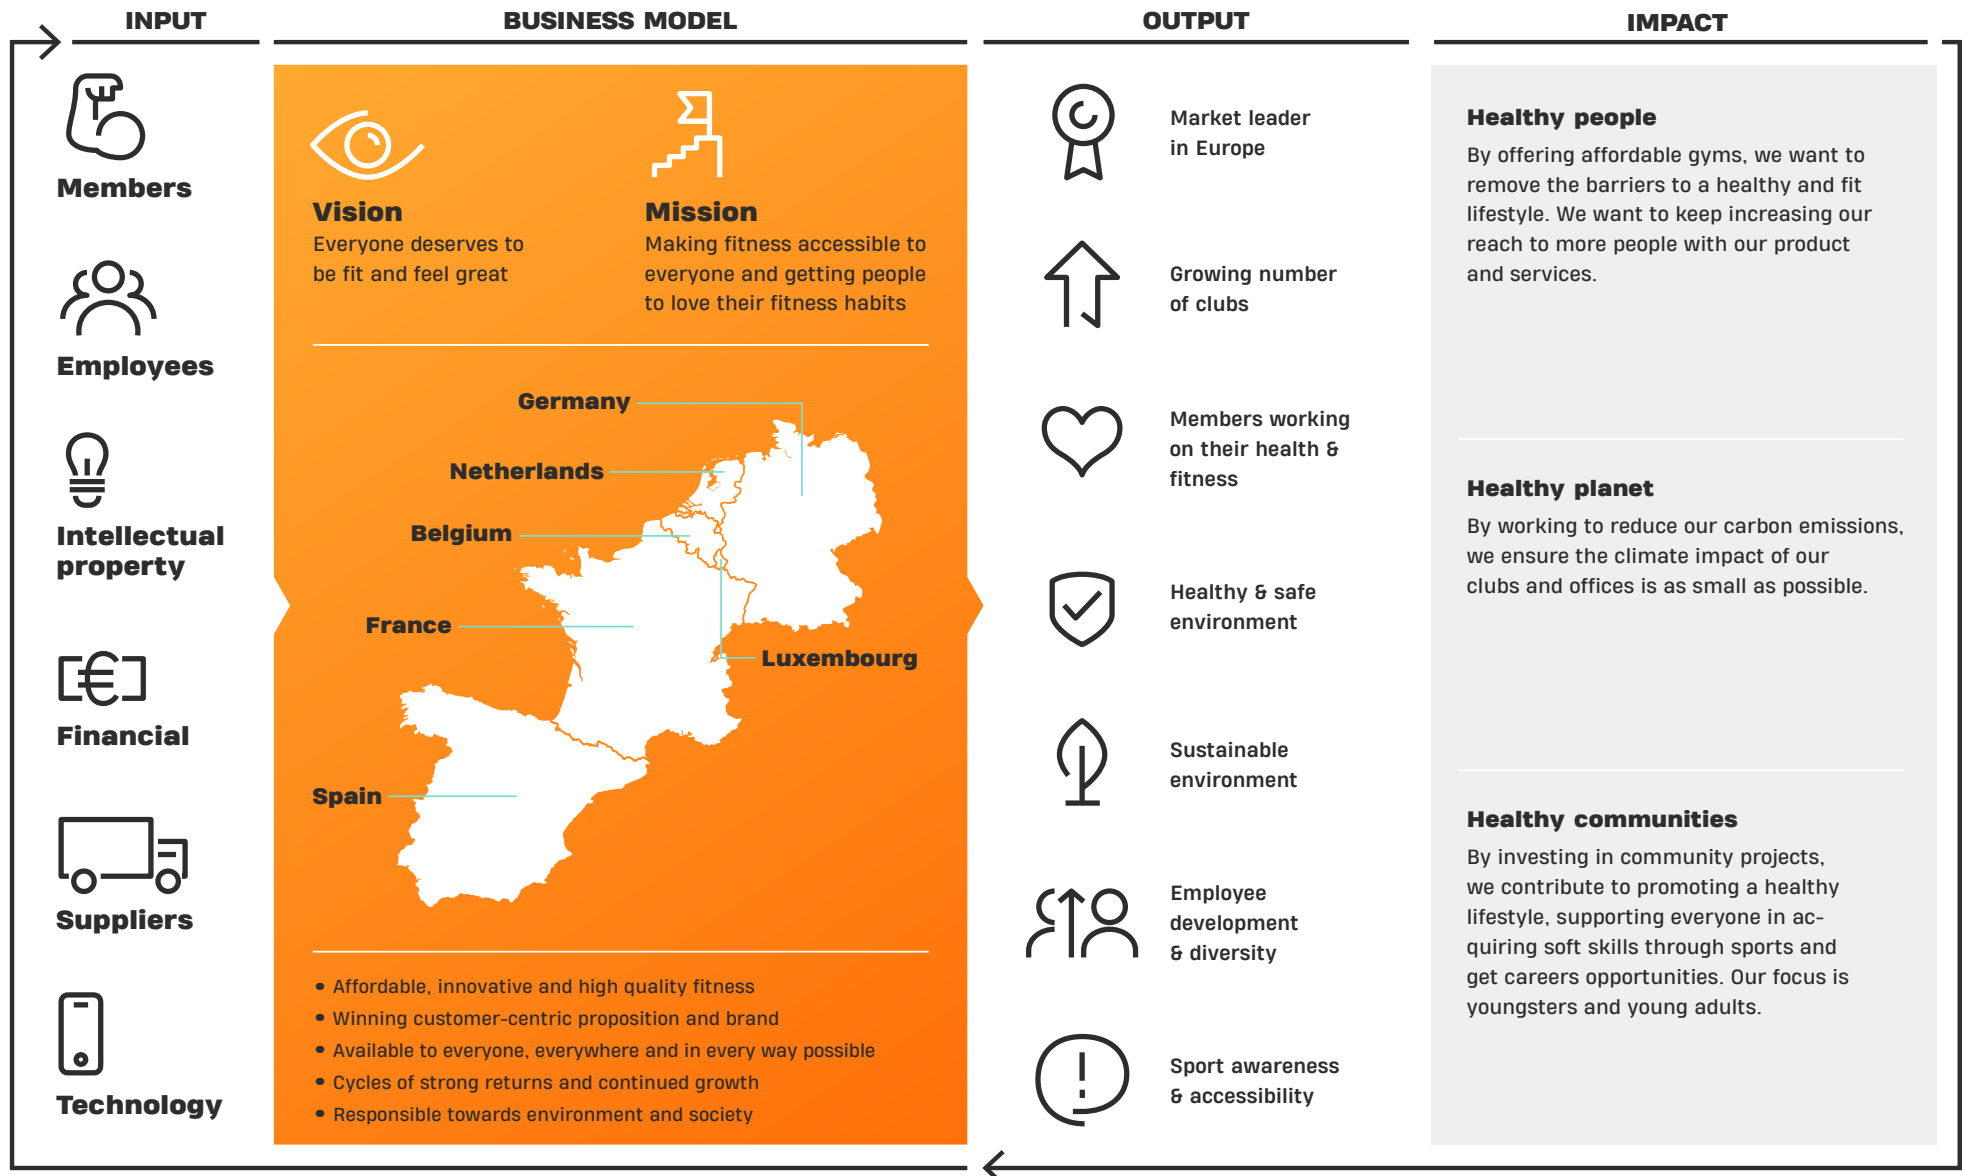 INPUT
Members
Employees
Intellectual
property
Financial
Suppliers
Technology
BUSINESS MODEL
Vision
Everyone deserves to
be fit and feel great
Mission
Making fitness accessible to
everyone and getting people
to love their fitness habits
Germany
Netherlands
Belgium
France
Luxembourg
Spain
• Affordable, innovative and high quality fitness
• Winning customer-centric proposition and brand
• Available to everyone, everywhere and in every way possible
• Cycles of strong returns and continued growth
• Responsible towards environment and society
OUTPUT
Market leader
in Europe
Growing number
of clubs
Members working
on their health &
fitness
Healthy & safe
environment
Sustainable
environment
Employee
development
& diversity
Sport awareness
& accessibility
IMPACT
Healthy people
By offering affordable gyms, we want to
remove the barriers to a healthy and fit
lifestyle. We want to keep increasing our
reach to more people with our product
and services.
Healthy planet
By working to reduce our carbon emissions,
we ensure the climate impact of our
clubs and offices is as small as possible.
Healthy communities
By investing in community projects,
we contribute to promoting a healthy
lifestyle, supporting everyone in ac-
quiring soft skills through sports and
get careers opportunities. Our focus is
youngsters and young adults.